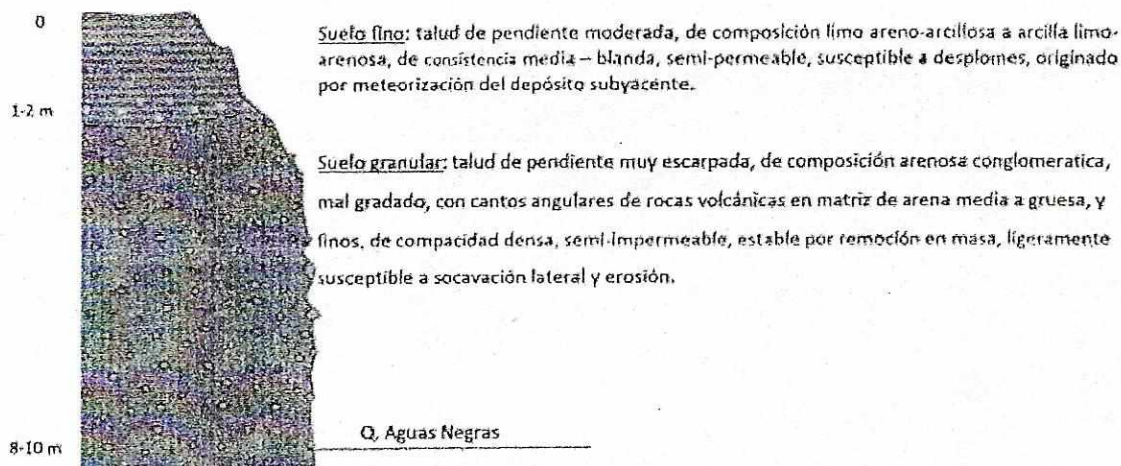 0
Suelo fino: talud de pendiente moderada, de composición limo areno-arcillosa a arcilla limo-
arenosa, de consistencia media – blanda, semi-permeable, susceptible a desplomes, originado
por meteorización del depósito subyacente.
1-2 m
Suelo granular: talud de pendiente muy escarpada, de composición arenosa conglomeratica,
mal gradado, con cantos angulares de rocas volcánicas en matriz de arena media a gruesa, y
finos, de compacidad densa, semi-impermeable, estable por remoción en masa, ligeramente
susceptible a socavación lateral y erosión.
Q. Aguas Negras
8-10 m